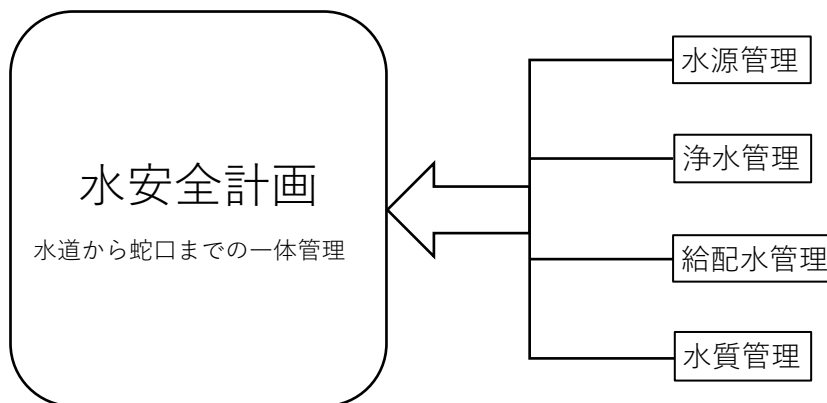 水安全計画
水道から蛇口までの一体管理
水源管理
浄水管理
給配水管理
水質管理